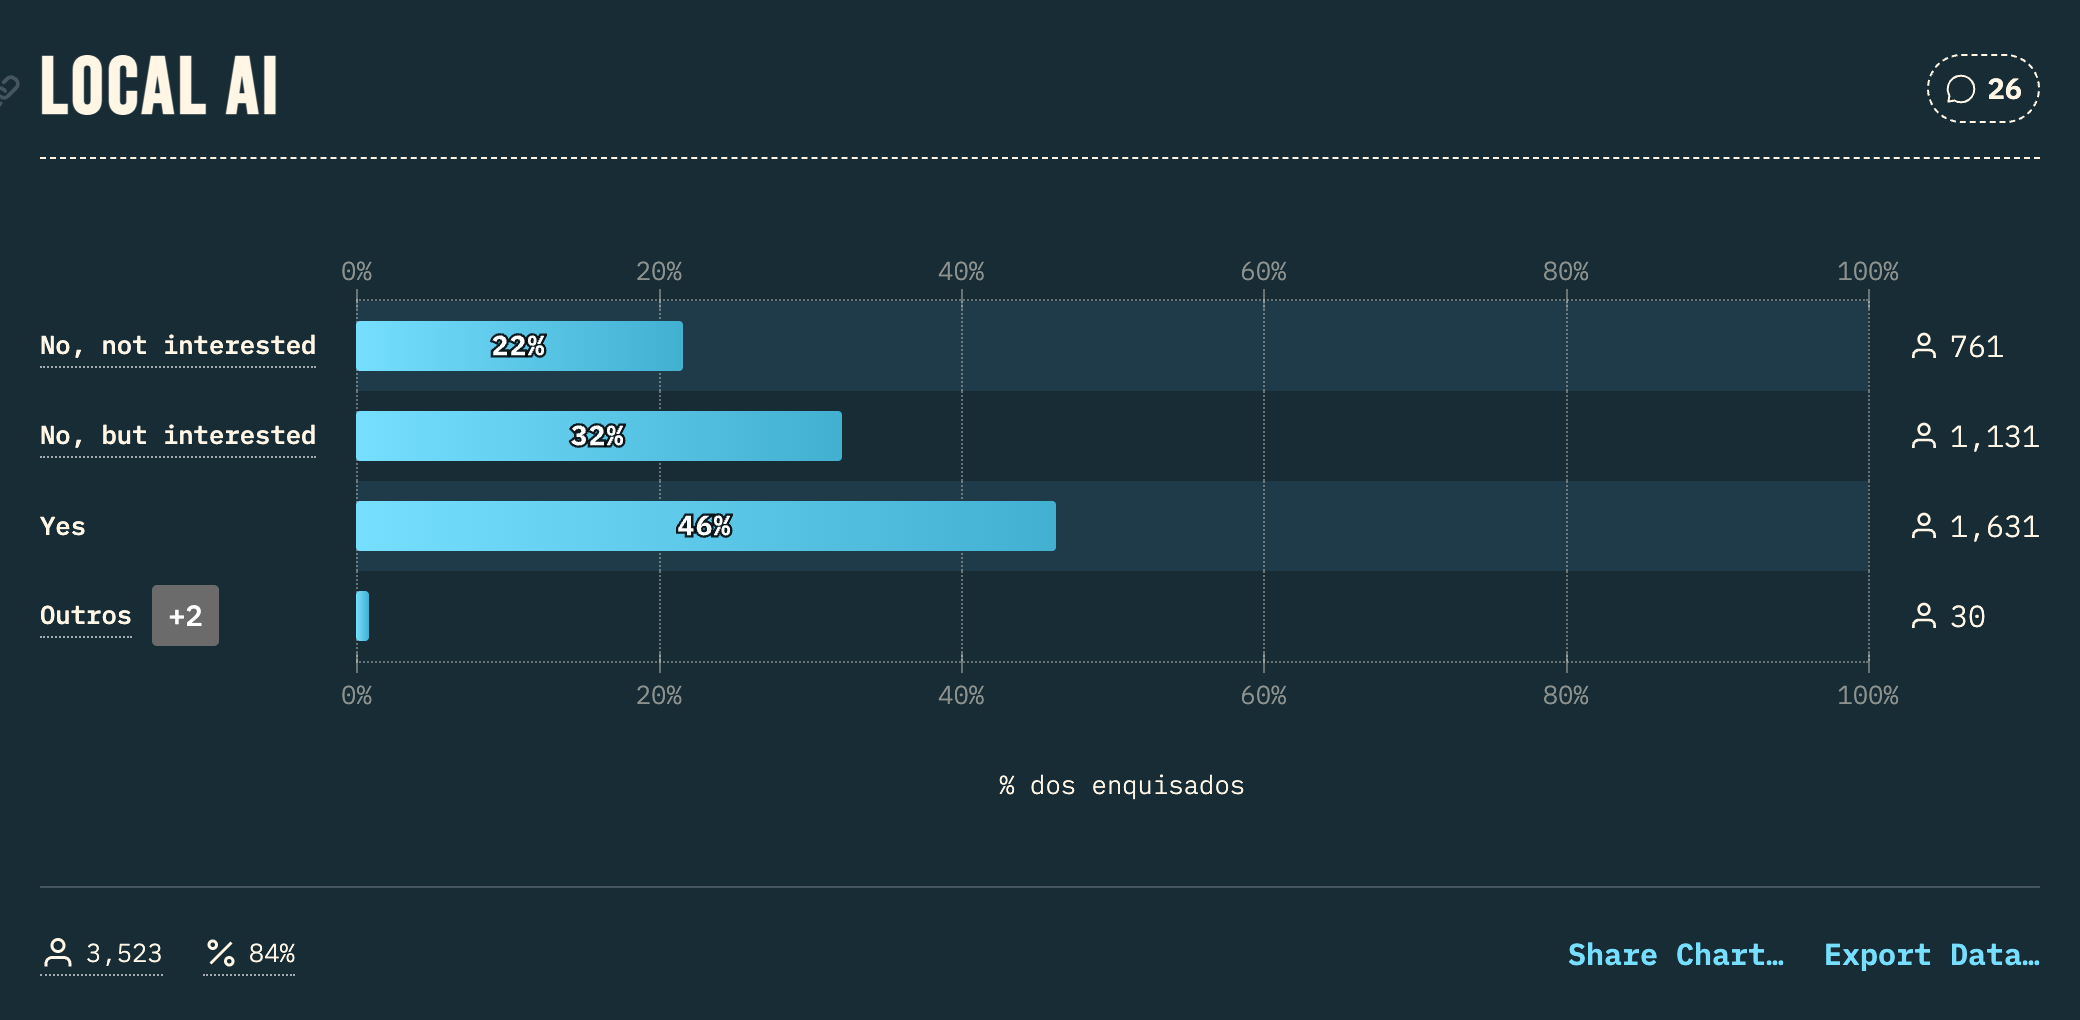 LOCAL AI
26
0% 20% 40% 60% 80% 100%
No, not interested 22% 761
No, but interested 32% 1,131
Yes 46% 1,631
Outros +2 30
0% 20% 40% 60% 80% 100%
% dos enquisados
3,523 84% Share Chart… Export Data…